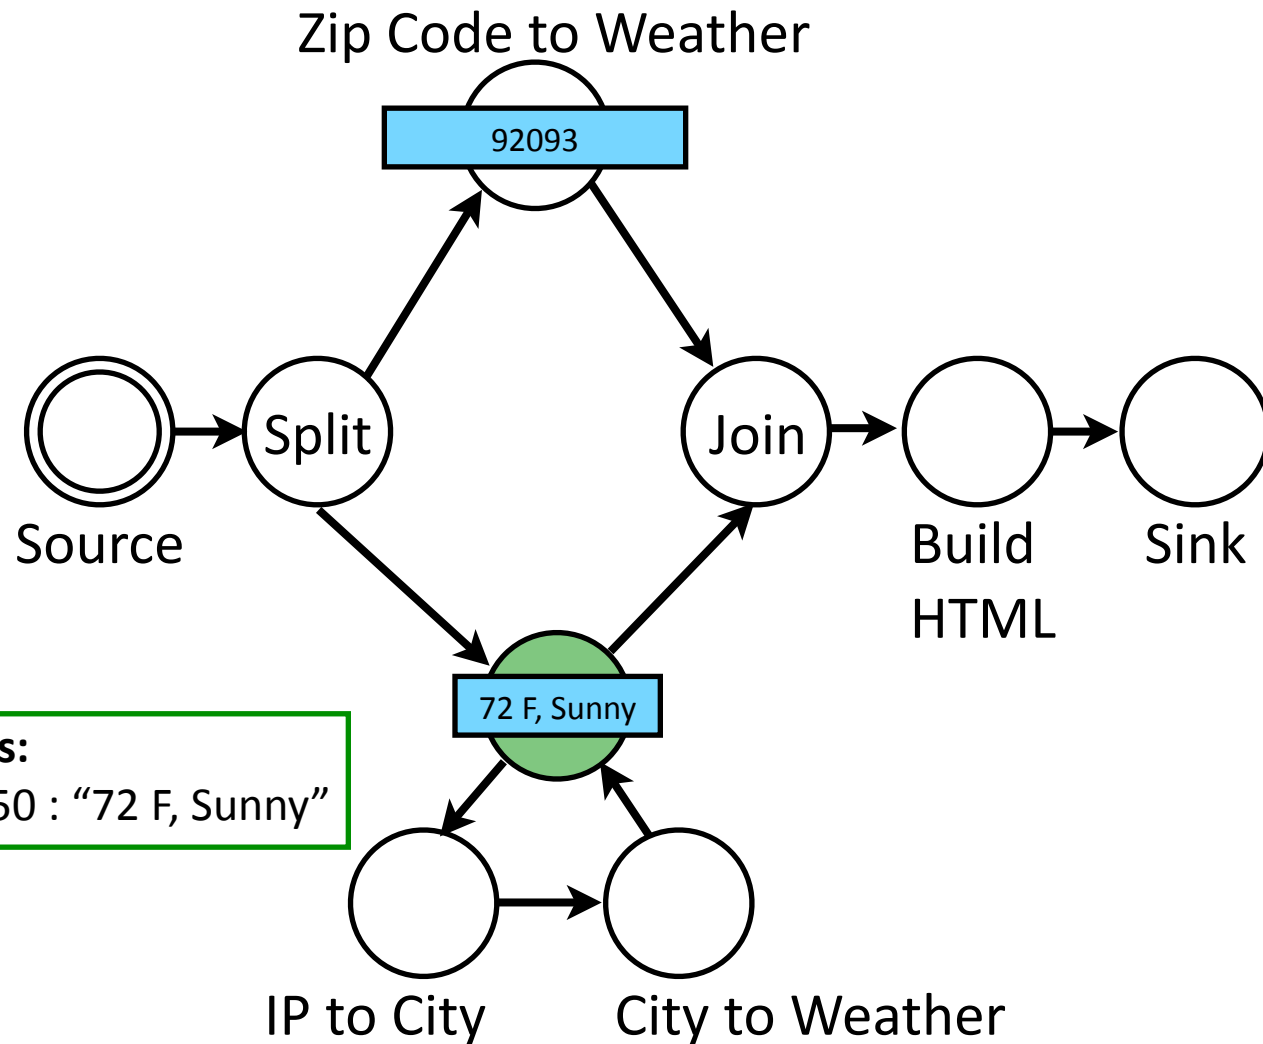 Zip Code to Weather
92093
Split
Join
Source
Build
HTML
Sink
72 F, Sunny
s:
50 : “72 F, Sunny”
IP to City
City to Weather